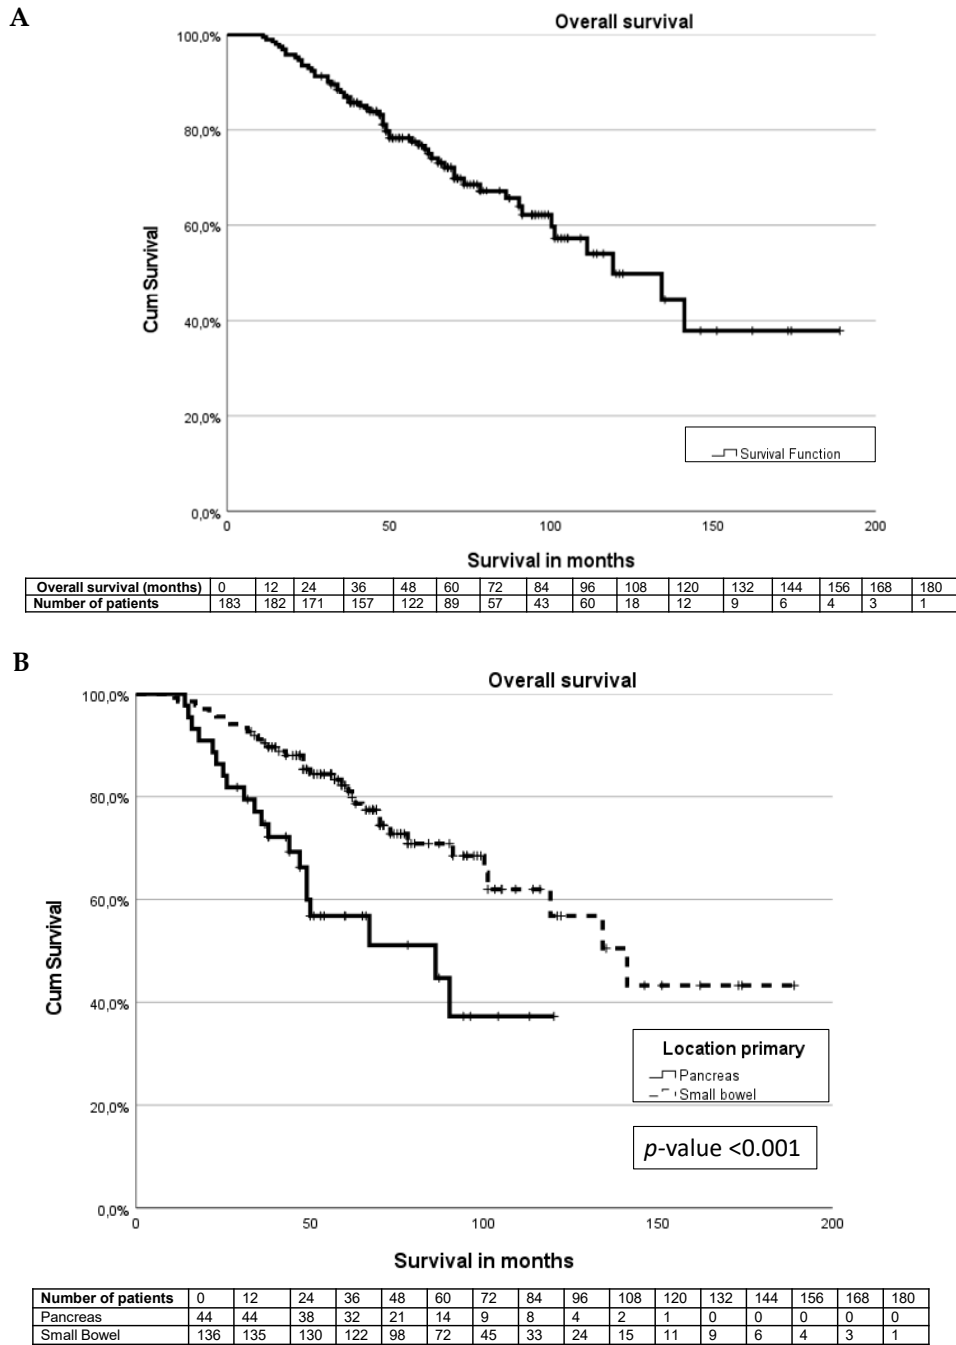 A
Overall survival
100,0%
80,0%
60,0%
40,0%
20,0%
0,0%
Cum Survival
Survival Function
0 50 100 150 200
Survival in months
Overall survival (months) 0 12 24 36 48 60 72 84 96 108 120 132 144 156 168 180
Number of patients 183 182 171 157 122 89 57 43 60 18 12 9 6 4 3 1
B
Overall survival
100,0%
80,0%
60,0%
40,0%
20,0%
0,0%
Cum Survival
Location primary
Pancreas
Small bowel
p-value <0.001
0 50 100 150 200
Survival in months
Number of patients 0 12 24 36 48 60 72 84 96 108 120 132 144 156 168 180
Pancreas 44 44 38 32 21 14 9 8 4 2 1 0 0 0 0 0
Small Bowel 136 135 130 122 98 72 45 33 24 15 11 9 6 4 3 1